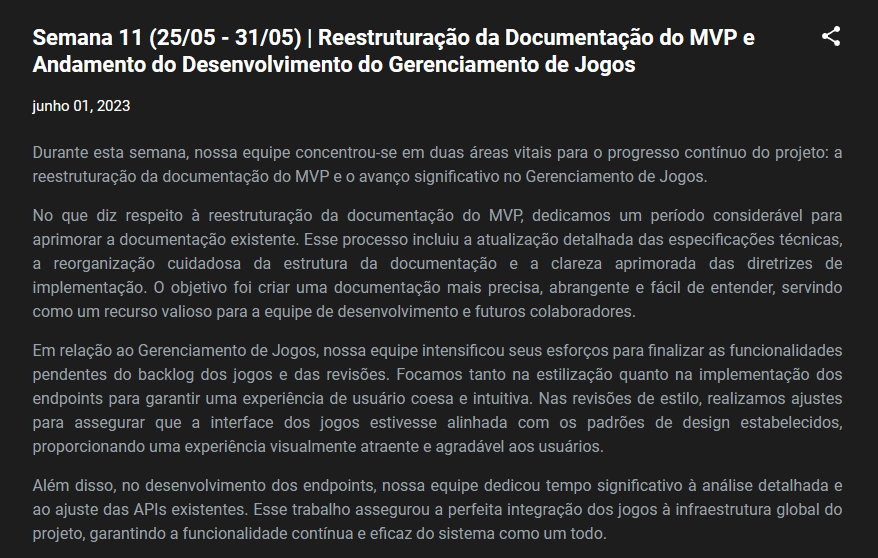 Semana 11 (25/05 - 31/05) | Reestruturação da Documentação do MVP e
Andamento do Desenvolvimento do Gerenciamento de Jogos
junho 01, 2023
Durante esta semana, nossa equipe concentrou-se em duas áreas vitais para o progresso contínuo do projeto: a
reestruturação da documentação do MVP e o avanço significativo no Gerenciamento de Jogos.
No que diz respeito à reestruturação da documentação do MVP, dedicamos um período considerável para
aprimorar a documentação existente. Esse processo incluiu a atualização detalhada das especificações técnicas,
a reorganização cuidadosa da estrutura da documentação e a clareza aprimorada das diretrizes de
implementação. O objetivo foi criar uma documentação mais precisa, abrangente e fácil de entender, servindo
como um recurso valioso para a equipe de desenvolvimento e futuros colaboradores.
Em relação ao Gerenciamento de Jogos, nossa equipe intensificou seus esforços para finalizar as funcionalidades
pendentes do backlog dos jogos e das revisões. Focamos tanto na estilização quanto na implementação dos
endpoints para garantir uma experiência de usuário coesa e intuitiva. Nas revisões de estilo, realizamos ajustes
para assegurar que a interface dos jogos estivesse alinhada com os padrões de design estabelecidos,
proporcionando uma experiência visualmente atraente e agradável aos usuários.
Além disso, no desenvolvimento dos endpoints, nossa equipe dedicou tempo significativo à análise detalhada e
ao ajuste das APIs existentes. Esse trabalho assegurou a perfeita integração dos jogos à infraestrutura global do
projeto, garantindo a funcionalidade contínua e eficaz do sistema como um todo.